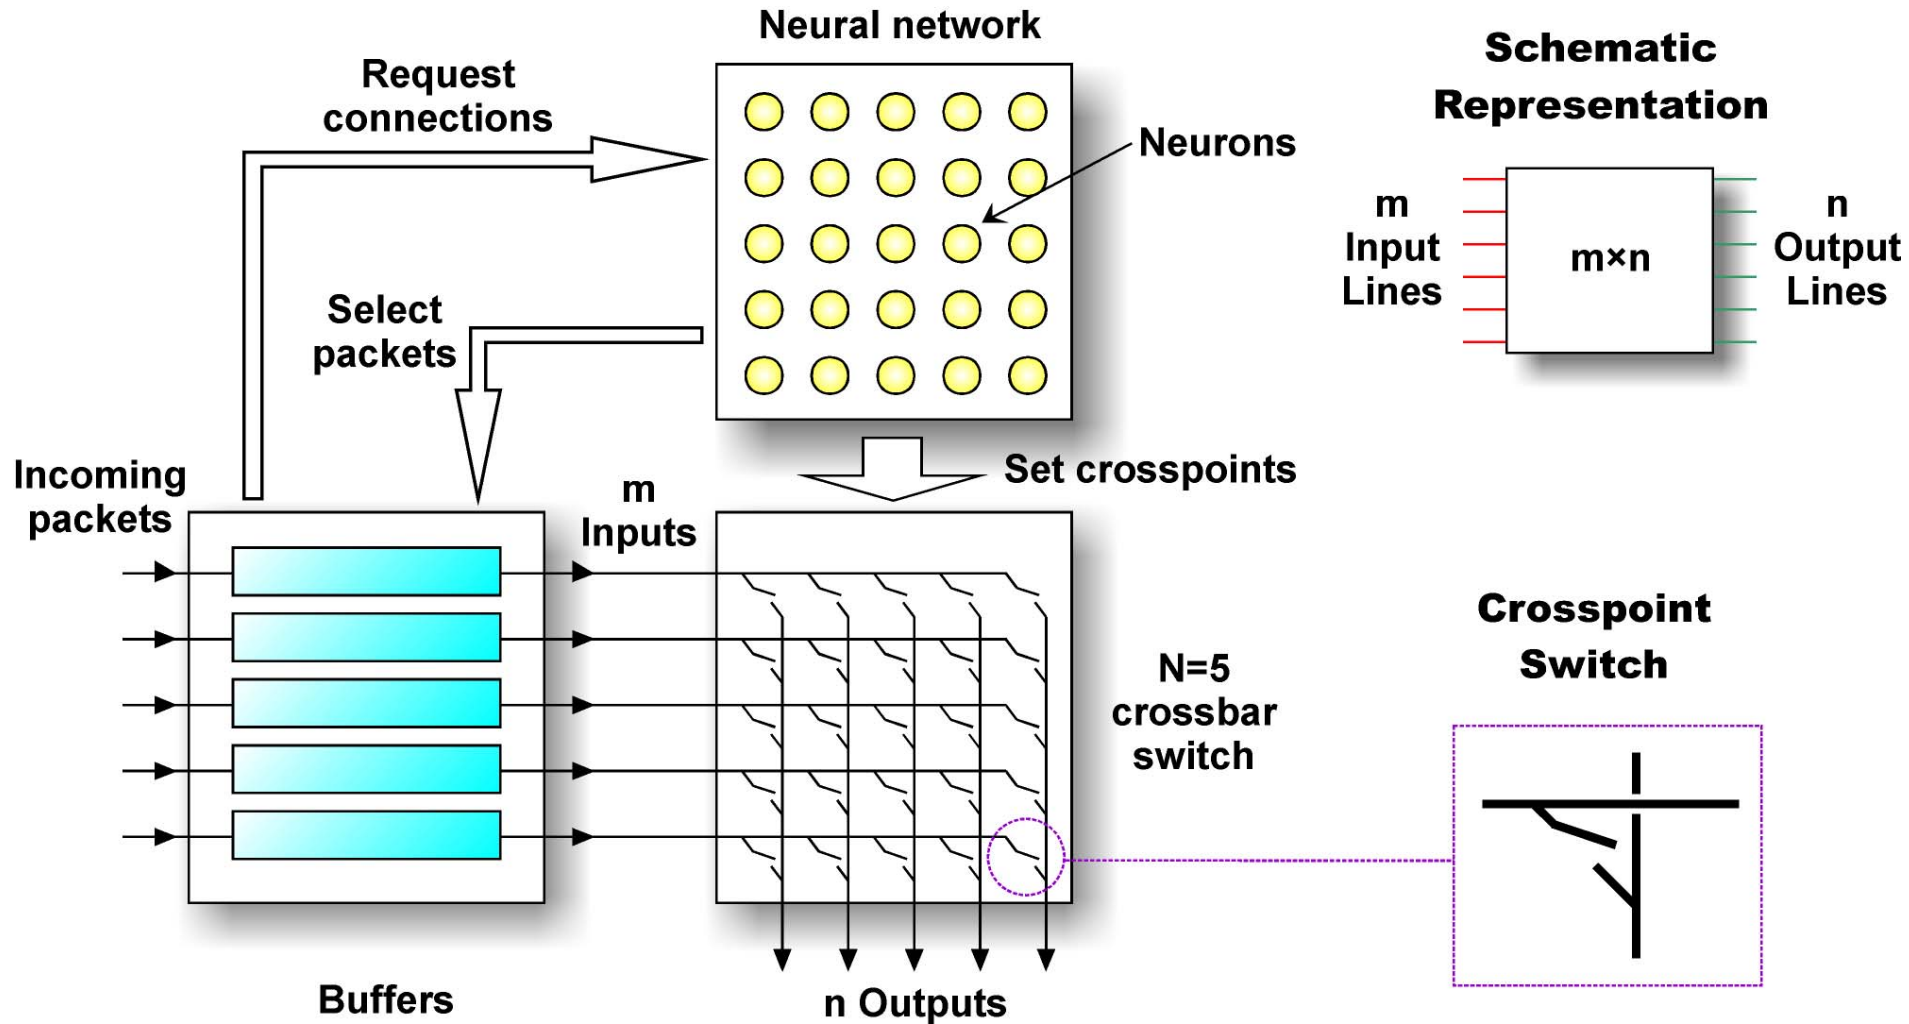 Neural network
Request
connections
Neurons
Schematic
Representation
m
Input
Lines
m×n
n
Output
Lines
Select
packets
Set crosspoints
Incoming
packets
m
Inputs
N=5
crossbar
switch
Crosspoint
Switch
Buffers
n Outputs